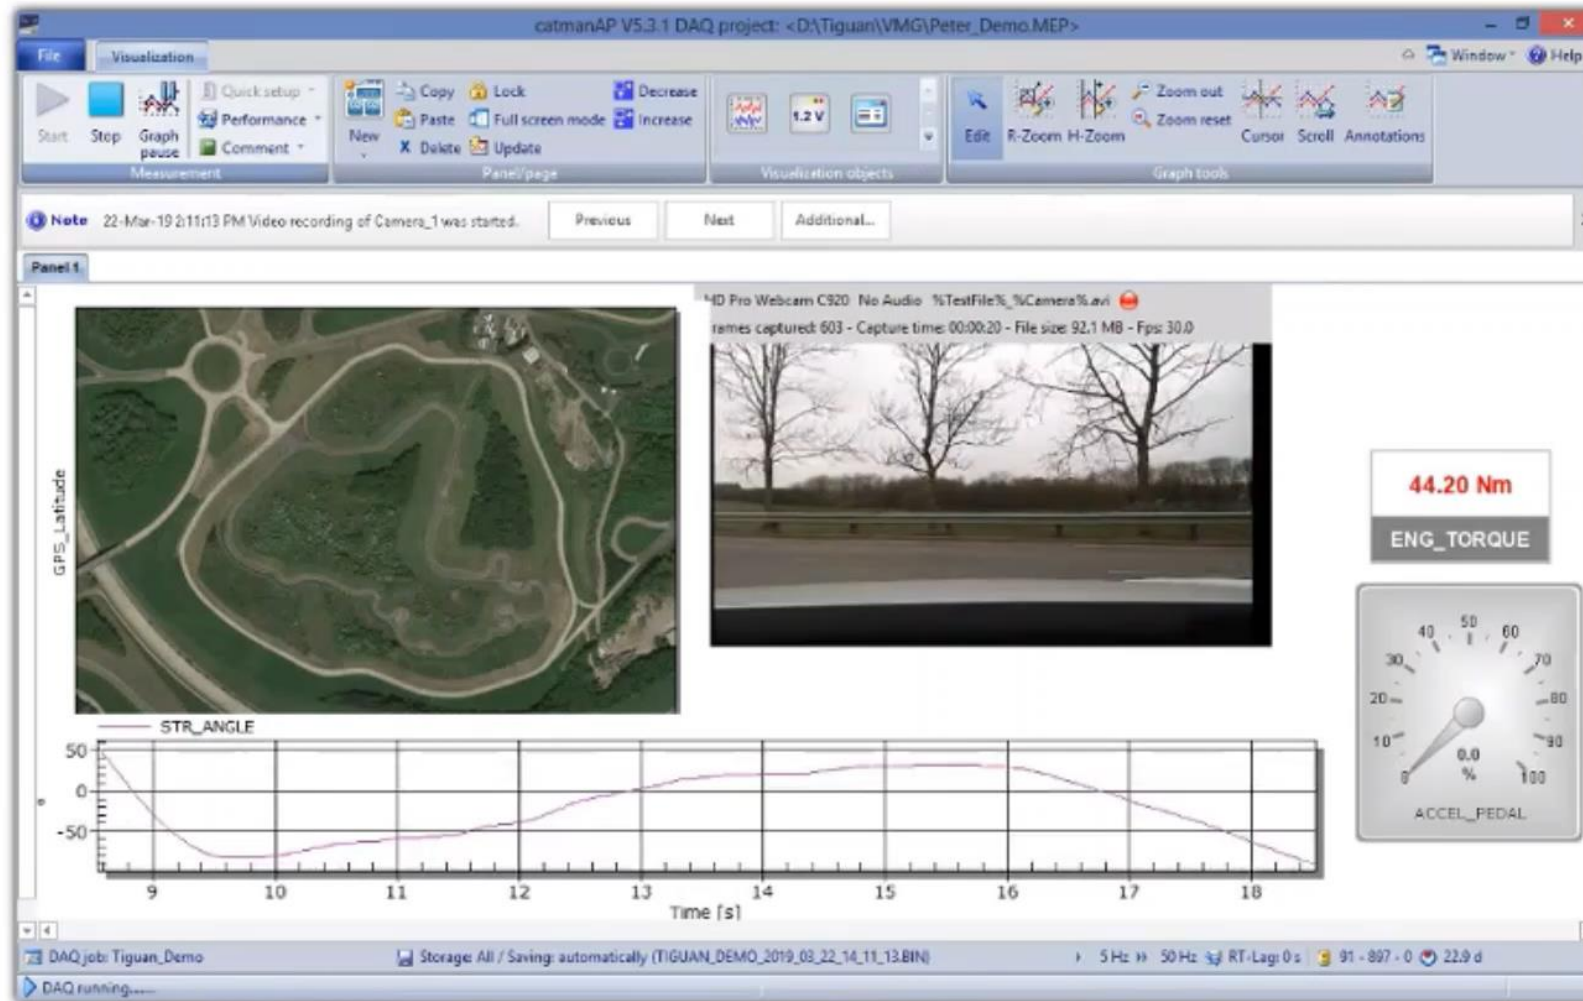 catmanAP V5.3.1 DAQ project: <D:\Tiguan\VMG\Peter_Demo.MEP>
File Visualization Window Help
Start Stop Graph pause Quick setup Performance Comment
Measurement
New Copy Paste Delete Lock Full screen mode Update Decrease Increase
Panel/page
1.2 V
Visualization objects
Edit R-Zoom H-Zoom Zoom out Zoom reset Cursor Scroll Annotations
Graph tools
Note 22-Mar-19 2:11:13 PM Video recording of Camera_1 was started. Previous Next Additional...
Panel 1
HD Pro Webcam C920 No Audio %TestFile%_%Camera%.avi
rames captured: 603 - Capture time: 00:00:20 - File size: 92.1 MB - Fps: 30.0
GPS_Latitude
44.20 Nm
ENG_TORQUE
0 10 20 30 40 50 60 70 80 90 100
0.0
%
ACCEL_PEDAL
STR_ANGLE
50
0
-50
9 10 11 12 13 14 15 16 17 18
Time [s]
DAQ job: Tiguan_Demo Storage: All / Saving: automatically (TIGUAN_DEMO_2019_03_22_14_11_13.BIN) 5 Hz 50 Hz RT-Lag: 0 s 91 - 897 - 0 22.9 d
DAQ running......